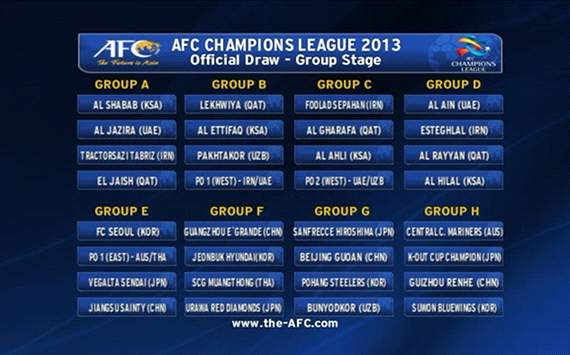 AFC
The Future is Asia
AFC CHAMPIONS LEAGUE 2013
Official Draw - Group Stage
AFC
CHAMPIONS
LEAGUE
GROUP A
AL SHABAB (KSA)
AL JAZIRA (UAE)
TRACTORSAZI TABRIZ (IRN)
EL JAISH (QAT)
GROUP B
LEKHWIYA (QAT)
AL ETTIFAQ (KSA)
PAKHTAKOR (UZB)
PO 1 (WEST) - IRN/UAE
GROUP C
FOOLAD SEPAHAN (IRN)
AL GHARAFA (QAT)
AL AHLI (KSA)
PO 2 (WEST) - UAE/UZB
GROUP D
AL AIN (UAE)
ESTEGHLAL (IRN)
AL RAYYAN (QAT)
AL HILAL (KSA)
GROUP E
FC SEOUL (KOR)
PO 1 (EAST) - AUS/THA
VEGALTA SENDAI (JPN)
JIANGSU SAINTY (CHN)
GROUP F
GUANGZHOU E'GRANDE (CHN)
JEONBUK HYUNDAI (KOR)
SCG MUANGTHONG (THA)
URAWA RED DIAMONDS (JPN)
GROUP G
SANFRECCE HIROSHIMA (JPN)
BEIJING GUOAN (CHN)
POHANG STEELERS (KOR)
BUNYODKOR (UZB)
GROUP H
CENTRAL C. MARINERS (AUS)
K-OUT CUP CHAMPION (JPN)
GUIZHOU RENHE (CHN)
SUWON BLUEWINGS (KOR)
www.the-AFC.com